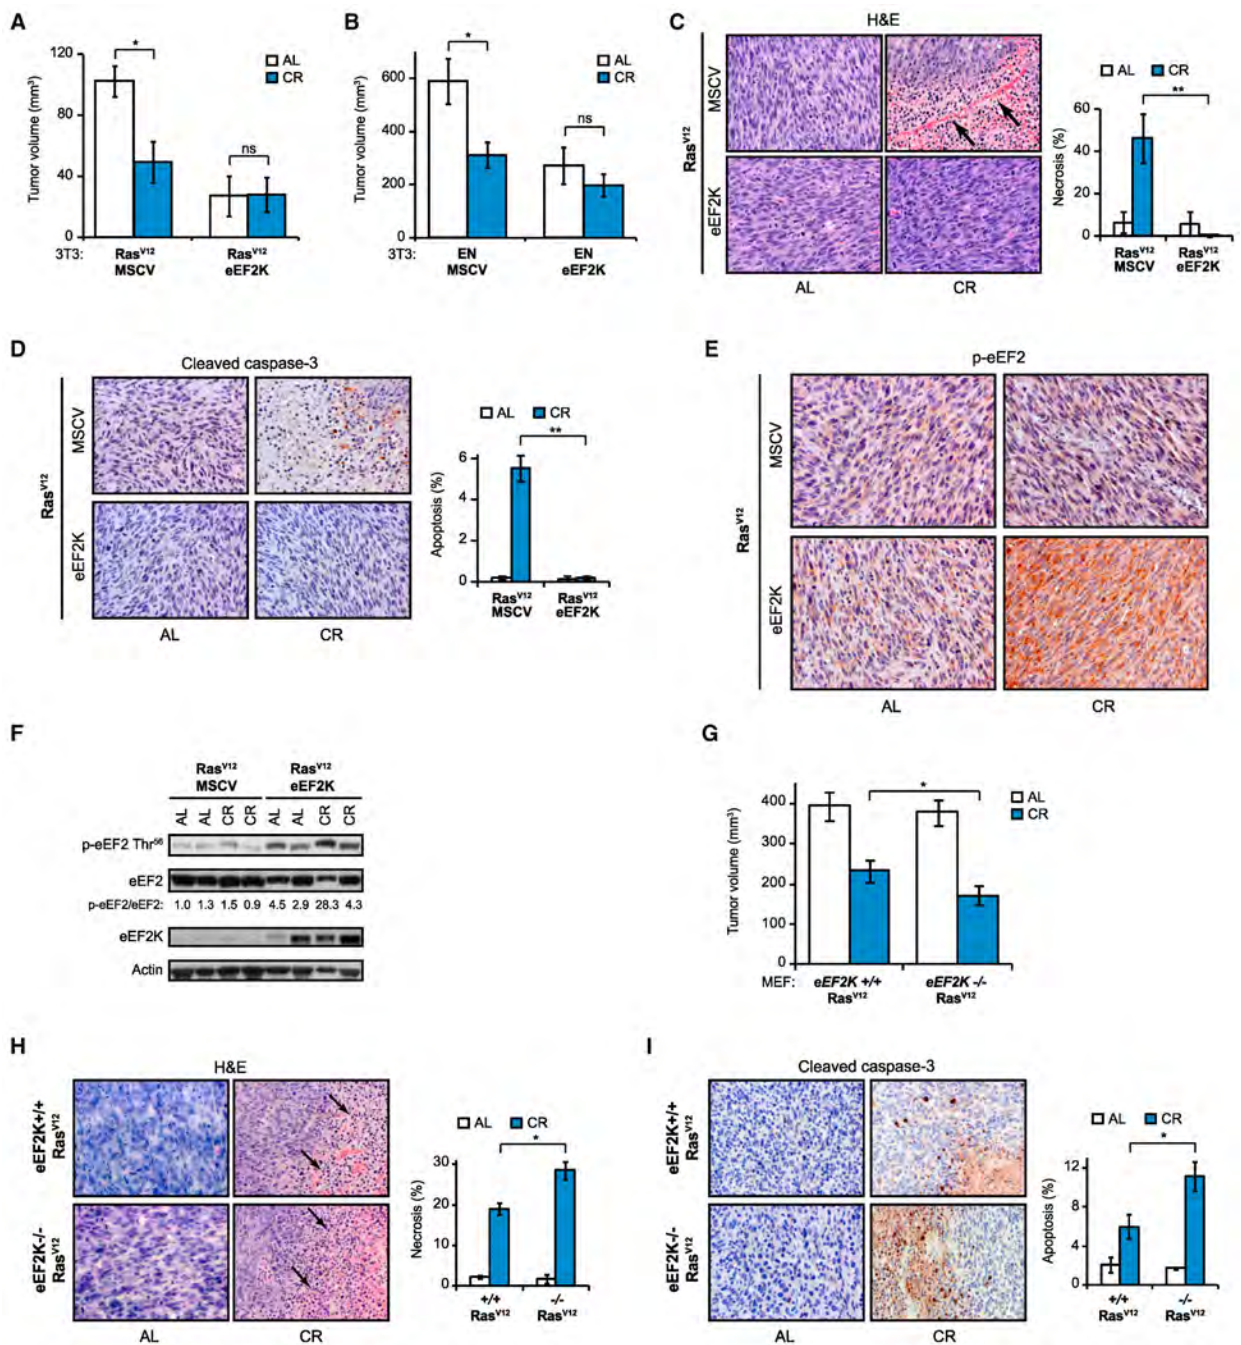 A
Tumor volume (mm³)
120
80
40
0
*
ns
AL
CR
3T3:
Rasⱽ¹² Rasⱽ¹²
MSCV eEF2K
B
Tumor volume (mm³)
600
400
200
0
*
ns
AL
CR
3T3:
EN EN
MSCV eEF2K
C
H&E
Rasⱽ¹²
MSCV
eEF2K
AL CR
AL CR
**
Necrosis (%)
60
40
20
0
Rasⱽ¹² Rasⱽ¹²
MSCV eEF2K
D
Cleaved caspase-3
Rasⱽ¹²
MSCV
eEF2K
AL CR
AL CR
**
Apoptosis (%)
6
4
2
0
Rasⱽ¹² Rasⱽ¹²
MSCV eEF2K
E
p-eEF2
Rasⱽ¹²
MSCV
eEF2K
AL CR
F
Rasⱽ¹² Rasⱽ¹²
MSCV eEF2K
AL AL CR CR AL AL CR CR
p-eEF2 Thr⁵⁶
eEF2
p-eEF2/eEF2: 1.0 1.3 1.5 0.9 4.5 2.9 28.3 4.3
eEF2K
Actin
G
Tumor volume (mm³)
400
300
200
100
0
*
AL
CR
MEF: eEF2K +/+ eEF2K -/-
Rasⱽ¹² Rasⱽ¹²
H
H&E
eEF2K+/+
Rasⱽ¹²
eEF2K-/-
Rasⱽ¹²
AL CR
AL CR
*
Necrosis (%)
30
20
10
0
+/+ -/-
Rasⱽ¹² Rasⱽ¹²
I
Cleaved caspase-3
eEF2K+/+
Rasⱽ¹²
eEF2K-/-
Rasⱽ¹²
AL CR
AL CR
*
Apoptosis (%)
12
8
4
0
+/+ -/-
Rasⱽ¹² Rasⱽ¹²